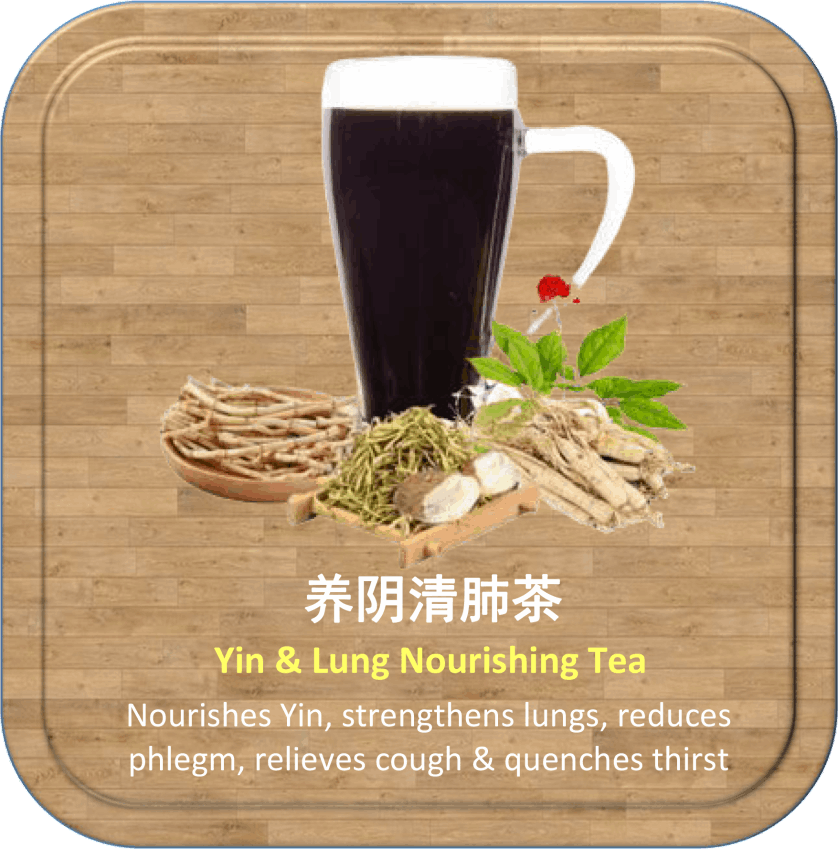 养阴清肺茶
Yin & Lung Nourishing Tea
Nourishes Yin, strengthens lungs, reduces
phlegm, relieves cough & quenches thirst